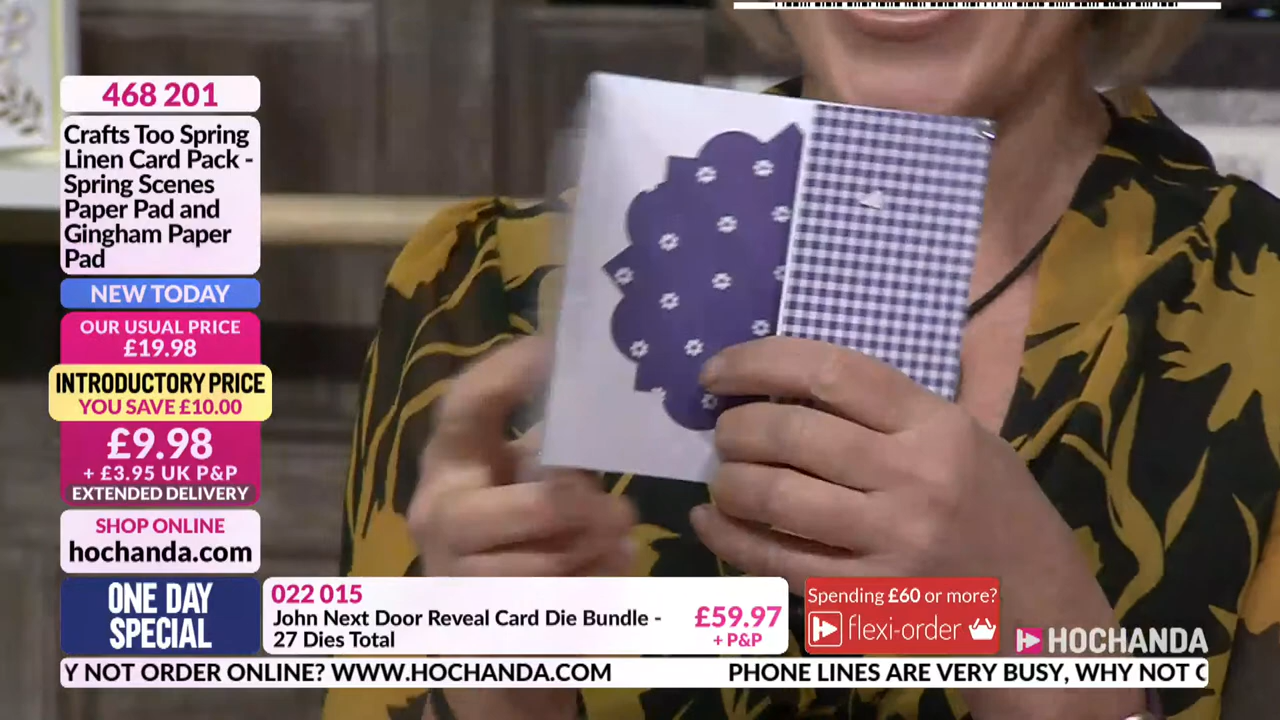 468 201
Crafts Too Spring
Linen Card Pack -
Spring Scenes
Paper Pad and
Gingham Paper
Pad
NEW TODAY
OUR USUAL PRICE
£19.98
INTRODUCTORY PRICE
YOU SAVE £10.00
£9.98
+ £3.95 UK P&P
EXTENDED DELIVERY
SHOP ONLINE
hochanda.com
ONE DAY
SPECIAL
022 015
John Next Door Reveal Card Die Bundle -
27 Dies Total
£59.97
+ P&P
Spending £60 or more?
flexi-order
HOCHANDA
Y NOT ORDER ONLINE? WWW.HOCHANDA.COM
PHONE LINES ARE VERY BUSY, WHY NOT